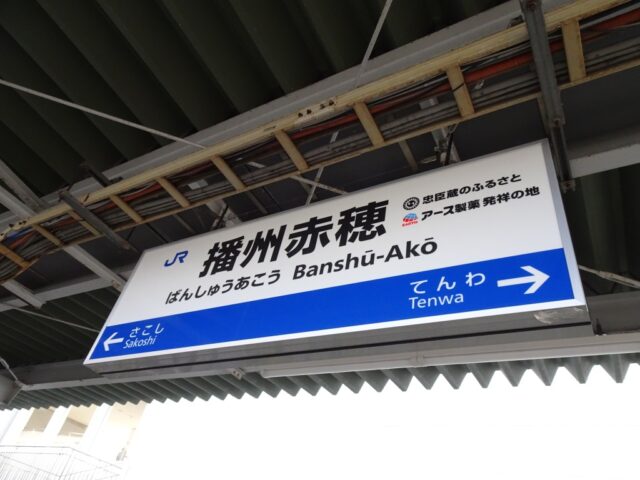 JR 播州赤穂
忠臣蔵のふるさと
アース製薬 発祥の地
ばんしゅうあこう Banshū-Akō
← さこし
Sakoshi
てんわ →
Tenwa